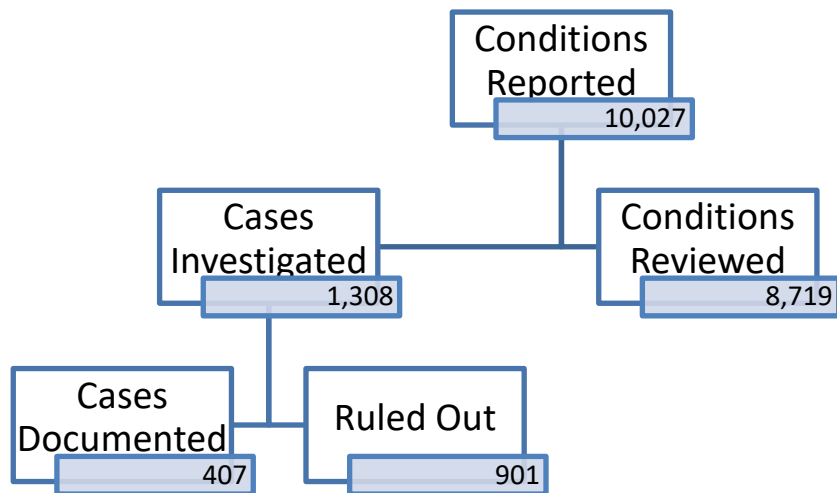 Conditions
Reported
10,027
Cases
Investigated
1,308
Conditions
Reviewed
8,719
Cases
Documented
407
Ruled Out
901